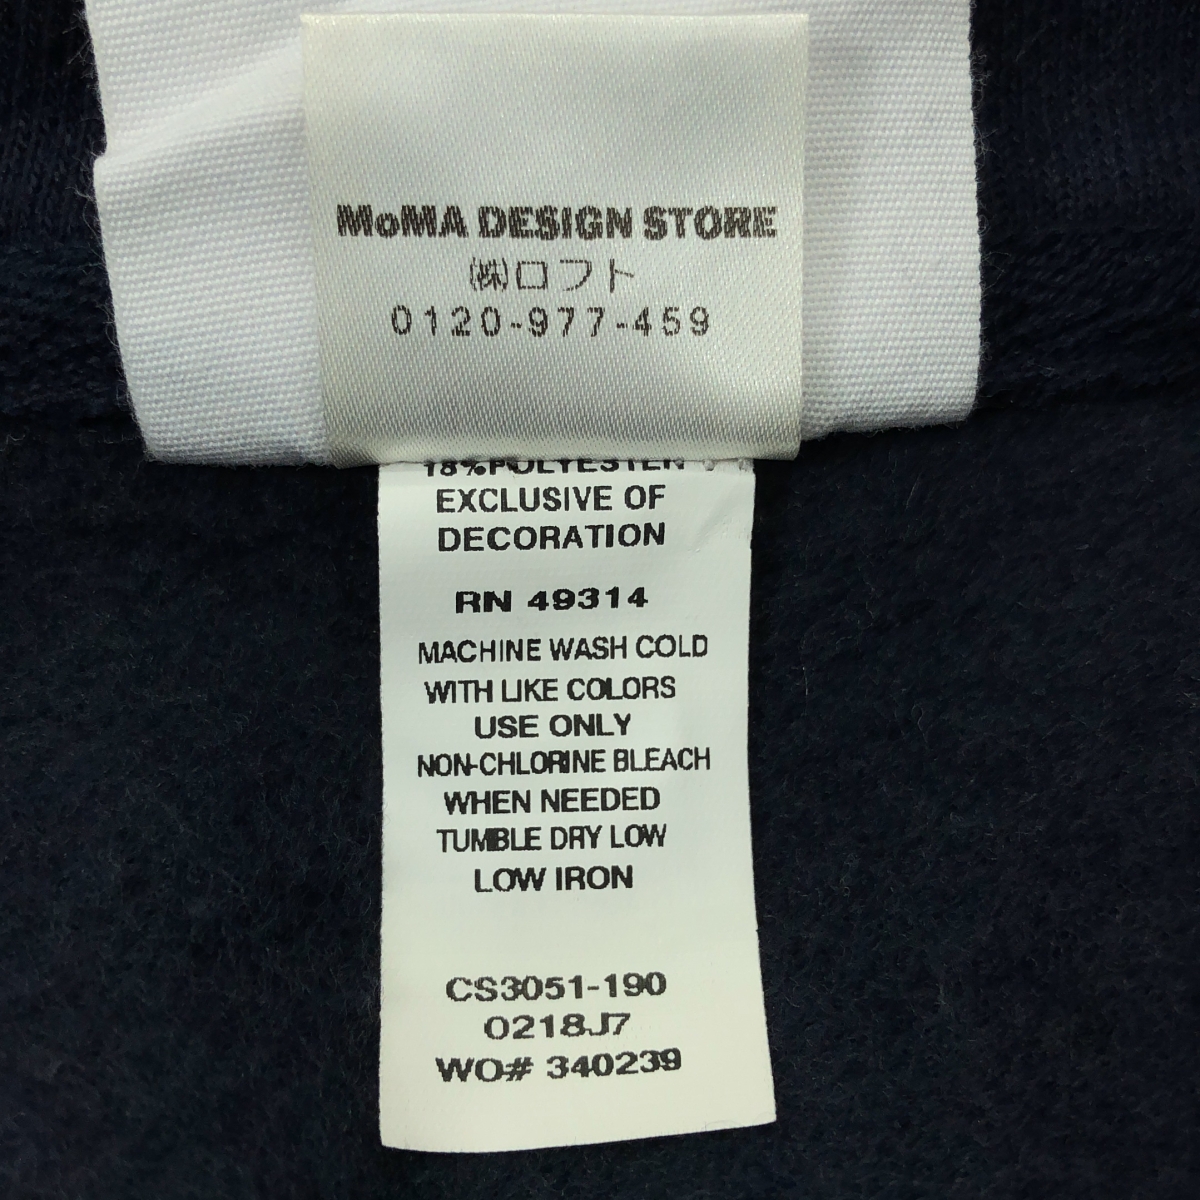 MoMA DESIGN STORE
㈱ロフト
0120-977-459
18%POLYESTER
EXCLUSIVE OF
DECORATION
RN 49314
MACHINE WASH COLD
WITH LIKE COLORS
USE ONLY
NON-CHLORINE BLEACH
WHEN NEEDED
TUMBLE DRY LOW
LOW IRON
CS3051-190
0218J7
WO# 340239